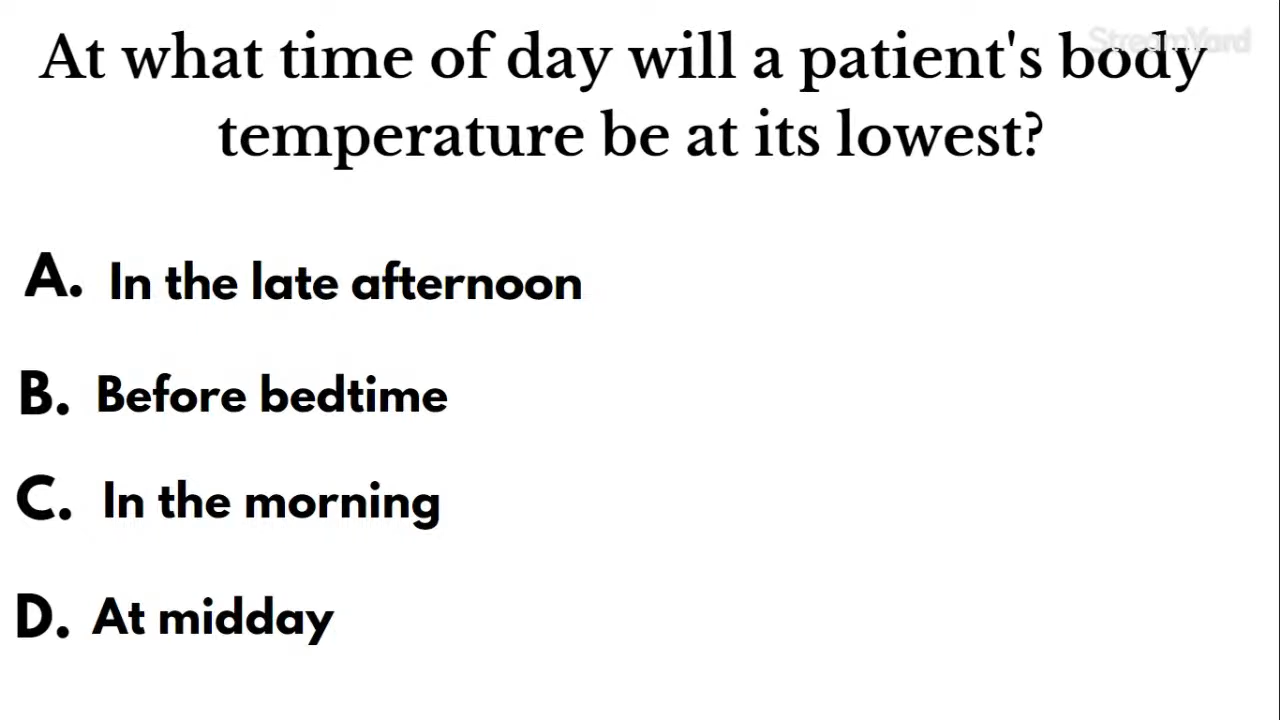 StreamYard
At what time of day will a patient's body
temperature be at its lowest?
A. In the late afternoon
B. Before bedtime
C. In the morning
D. At midday